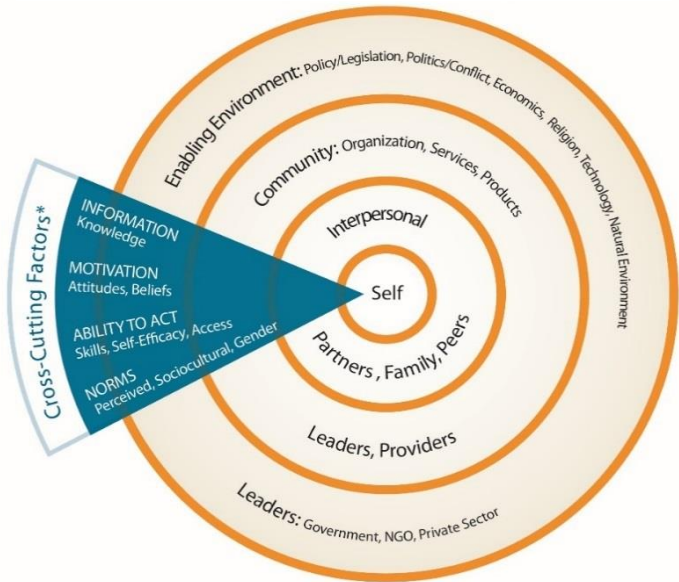 Enabling Environment: Policy/Legislation, Politics/Conflict, Economics, Religion, Technology, Natural Environment
Community: Organization, Services, Products
Interpersonal
Self
Partners, Family, Peers
Leaders, Providers
Leaders: Government, NGO, Private Sector
Cross-Cutting Factors*
INFORMATION
Knowledge
MOTIVATION
Attitudes, Beliefs
ABILITY TO ACT
Skills, Self-Efficacy, Access
NORMS
Perceived, Sociocultural, Gender